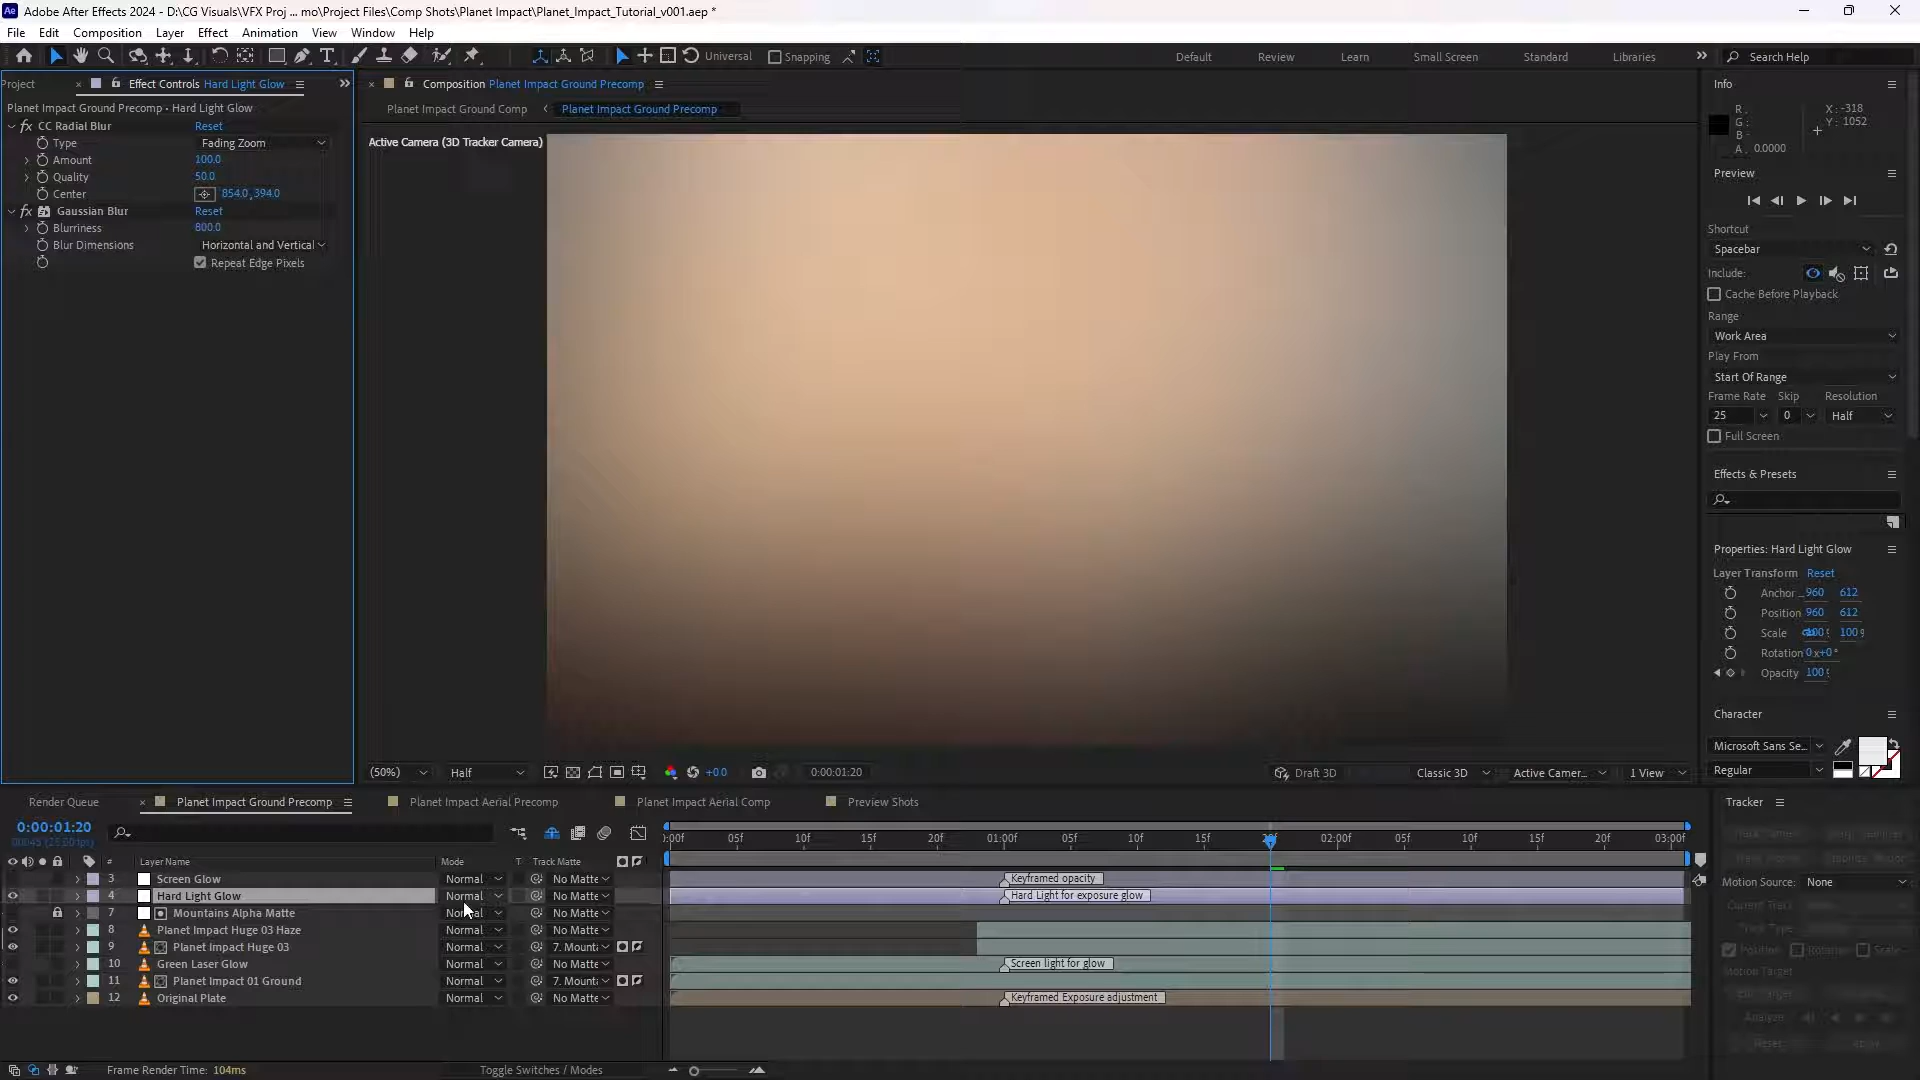 Adobe After Effects 2024 - D:\CG Visuals\VFX Proj ... mo\Project Files\Comp Shots\Planet Impact\Planet_Impact_Tutorial_v001.aep *
File Edit Composition Layer Effect Animation View Window Help
Universal Snapping Default Review Learn Small Screen Standard Libraries Search Help
Project Effect Controls Hard Light Glow
Planet Impact Ground Precomp • Hard Light Glow
fx CC Radial Blur Reset
Type Fading Zoom
Amount 100.0
Quality 50.0
Center 854.0, 394.0
fx Gaussian Blur Reset
Blurriness 800.0
Blur Dimensions Horizontal and Vertical
Repeat Edge Pixels
Composition Planet Impact Ground Precomp
Planet Impact Ground Comp Planet Impact Ground Precomp
Active Camera (3D Tracker Camera)
(50%) Half +0.0 0:00:01:20 Draft 3D Classic 3D Active Camer... 1 View
Info
R : X : -318
G : Y : 1052
B :
A : 0.0000
Preview
Shortcut
Spacebar
Include:
Cache Before Playback
Range
Work Area
Play From
Start Of Range
Frame Rate Skip Resolution
25 0 Half
Full Screen
Effects & Presets
Properties: Hard Light Glow
Layer Transform Reset
Anchor 960 612
Position 960 612
Scale 100 100
Rotation 0x+0°
Opacity 100
Character
Microsoft Sans Se...
Regular
Render Queue Planet Impact Ground Precomp Planet Impact Aerial Precomp Planet Impact Aerial Comp Preview Shots
0:00:01:20
00045 (25.00 fps)
:00f 05f 10f 15f 20f 01:00f 05f 10f 15f 20f 02:00f 05f 10f 15f 20f 03:00f
# Layer Name Mode T Track Matte
3 Screen Glow Normal No Matte Keyframed opacity
4 Hard Light Glow Normal No Matte Hard Light for exposure glow
7 Mountains Alpha Matte Normal No Matte
8 Planet Impact Huge 03 Haze Normal No Matte
9 Planet Impact Huge 03 Normal 7. Mount
10 Green Laser Glow Normal No Matte Screen light for glow
11 Planet Impact 01 Ground Normal 7. Mount
12 Original Plate Normal No Matte Keyframed Exposure adjustment
Frame Render Time: 104ms Toggle Switches / Modes
Tracker
Motion Source: None
Current Track:
Track Type:
Position Rotation Scale
Motion Target:
Analyze:
Reset